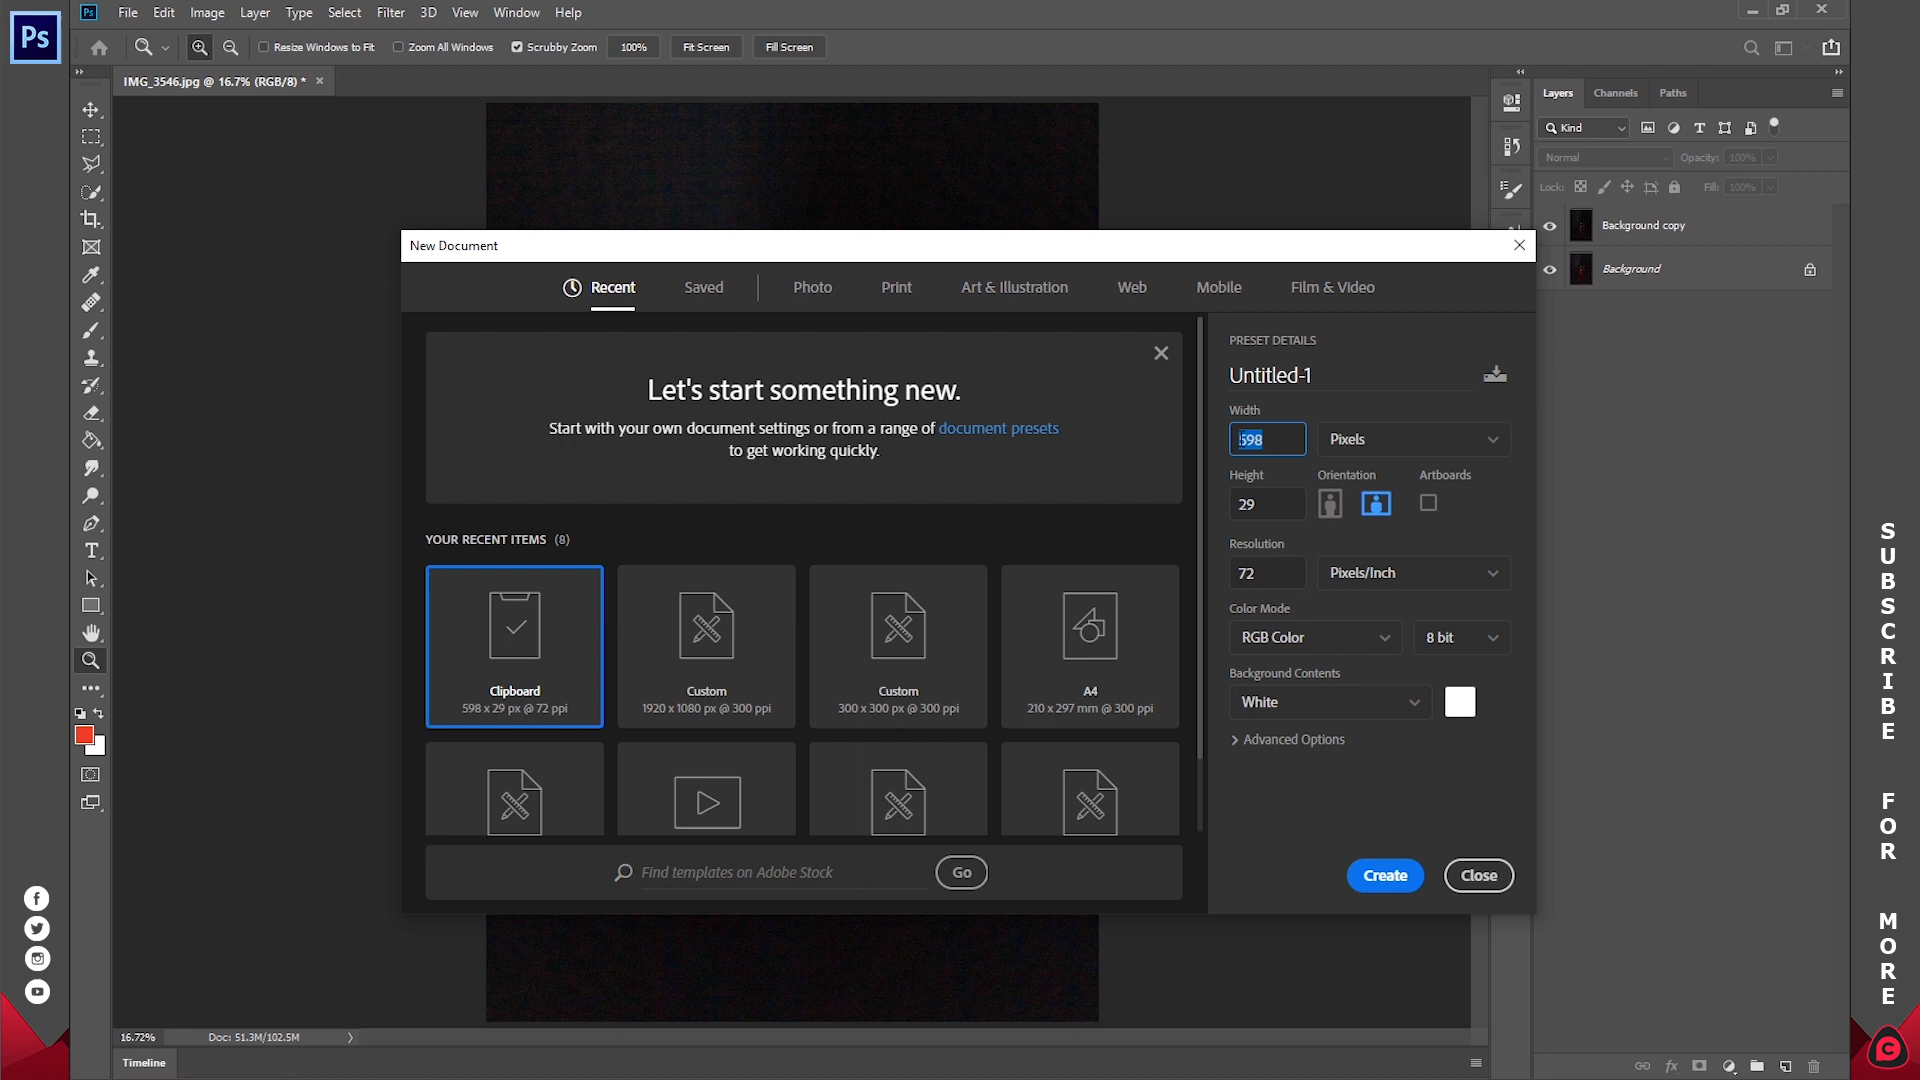 Ps
Ps File Edit Image Layer Type Select Filter 3D View Window Help
Resize Windows to Fit Zoom All Windows Scrubby Zoom 100% Fit Screen Fill Screen
IMG_3546.jpg @ 16.7% (RGB/8) *
Layers Channels Paths
Kind
Normal Opacity: 100%
Lock: Fill: 100%
Background copy
Background
New Document
Recent Saved Photo Print Art & Illustration Web Mobile Film & Video
Let's start something new.
Start with your own document settings or from a range of document presets
to get working quickly.
YOUR RECENT ITEMS (8)
Clipboard
598 x 29 px @ 72 ppi
Custom
1920 x 1080 px @ 300 ppi
Custom
300 x 300 px @ 300 ppi
A4
210 x 297 mm @ 300 ppi
Find templates on Adobe Stock Go
PRESET DETAILS
Untitled-1
Width
598 Pixels
Height Orientation Artboards
29
Resolution
72 Pixels/Inch
Color Mode
RGB Color 8 bit
Background Contents
White
Advanced Options
Create Close
16.72% Doc: 51.3M/102.5M
Timeline
fx
SUBSCRIBE
FOR
MORE